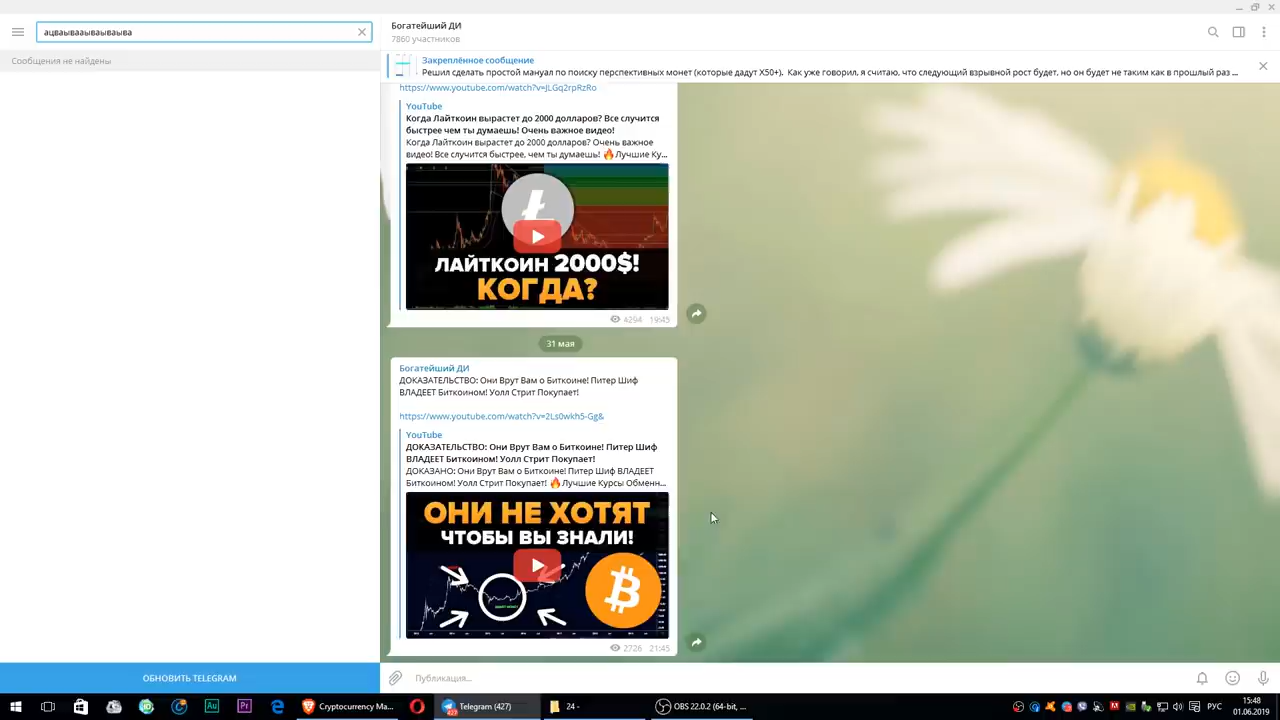 ацваываааываываыва
Сообщения не найдены
Богатейший ДИ
7860 участников
Закреплённое сообщение
Решил сделать простой мануал по поиску перспективных монет (которые дадут X50+). Как уже говорил, я считаю, что следующий взрывной рост будет, но он будет не таким как в прошлый раз ...
https://www.youtube.com/watch?v=JLGq2rpRzRo
YouTube
Когда Лайткоин вырастет до 2000 долларов? Все случится
быстрее чем ты думаешь! Очень важное видео!
Когда Лайткоин вырастет до 2000 долларов? Очень важное
видео! Все случится быстрее, чем ты думаешь! 🔥Лучшие Ку...
ЛАЙТКОИН 2000$!
КОГДА?
4294 19:45
31 мая
Богатейший ДИ
ДОКАЗАТЕЛЬСТВО: Они Врут Вам о Биткоине! Питер Шиф
ВЛАДЕЕТ Биткоином! Уолл Стрит Покупает!
https://www.youtube.com/watch?v=2Ls0wkh5-Gg&
YouTube
ДОКАЗАТЕЛЬСТВО: Они Врут Вам о Биткоине! Питер Шиф
ВЛАДЕЕТ Биткоином! Уолл Стрит Покупает!
ДОКАЗАНО: Они Врут Вам о Биткоине! Питер Шиф ВЛАДЕЕТ
Биткоином! Уолл Стрит Покупает! 🔥Лучшие Курсы Обменн...
ОНИ НЕ ХОТЯТ
ЧТОБЫ ВЫ ЗНАЛИ!
2726 21:45
ОБНОВИТЬ TELEGRAM
Публикация...
Au
Pr
Cryptocurrency Ma...
427
Telegram (427)
24 -
OBS 22.0.2 (64-bit, ...
РУС
15:48
01.06.2019